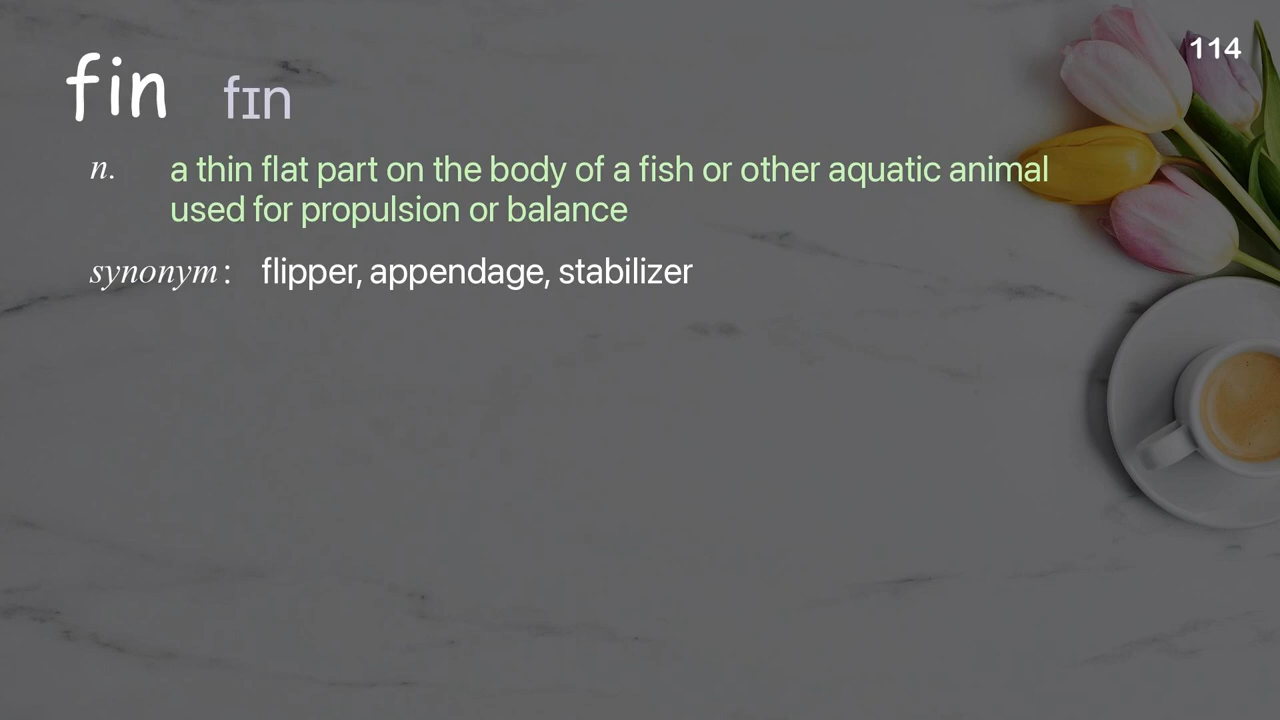 114
fin fɪn
n. a thin flat part on the body of a fish or other aquatic animal
used for propulsion or balance
synonym: flipper, appendage, stabilizer